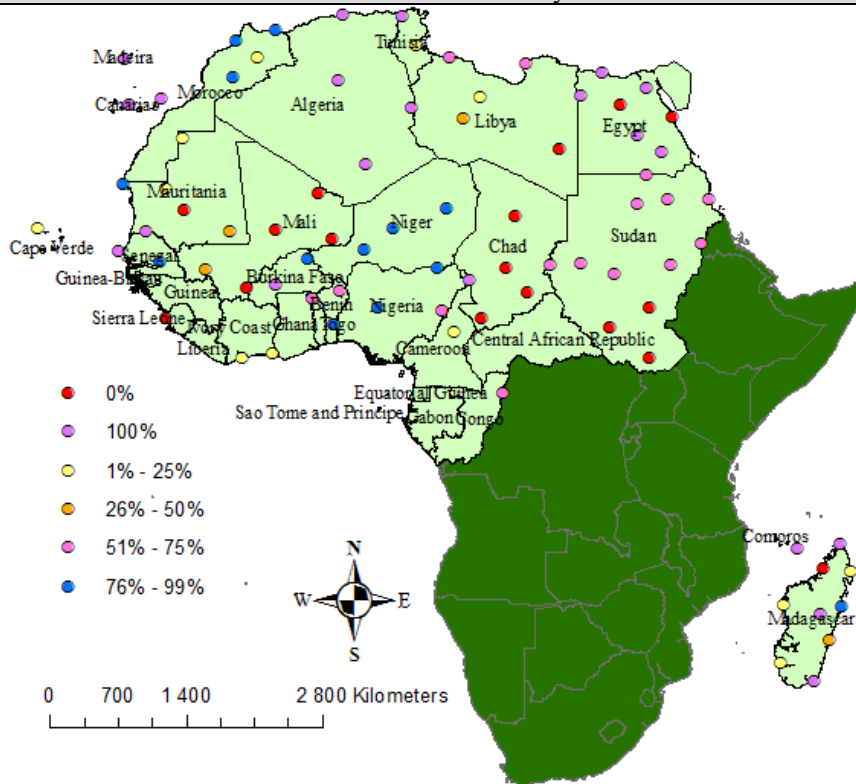 Madeira
Tunisia
Morocco
Canarias
Algeria
Libya
Egypt
Mauritania
Mali
Niger
Capo Verde
Chad
Sudan
Senegal
Guinea-Bissau
Burkina Faso
Guinea
Benin
Nigeria
Sierra Leone
Ivory Coast
Ghana
Togo
Liberia
Cameroon
Central African Republic
Equatorial Guinea
Sao Tome and Principe
Gabon
Congo
0%
100%
1% - 25%
26% - 50%
51% - 75%
76% - 99%
N
W
E
S
Comoros
Madagascar
0 700 1 400 2 800 Kilometers